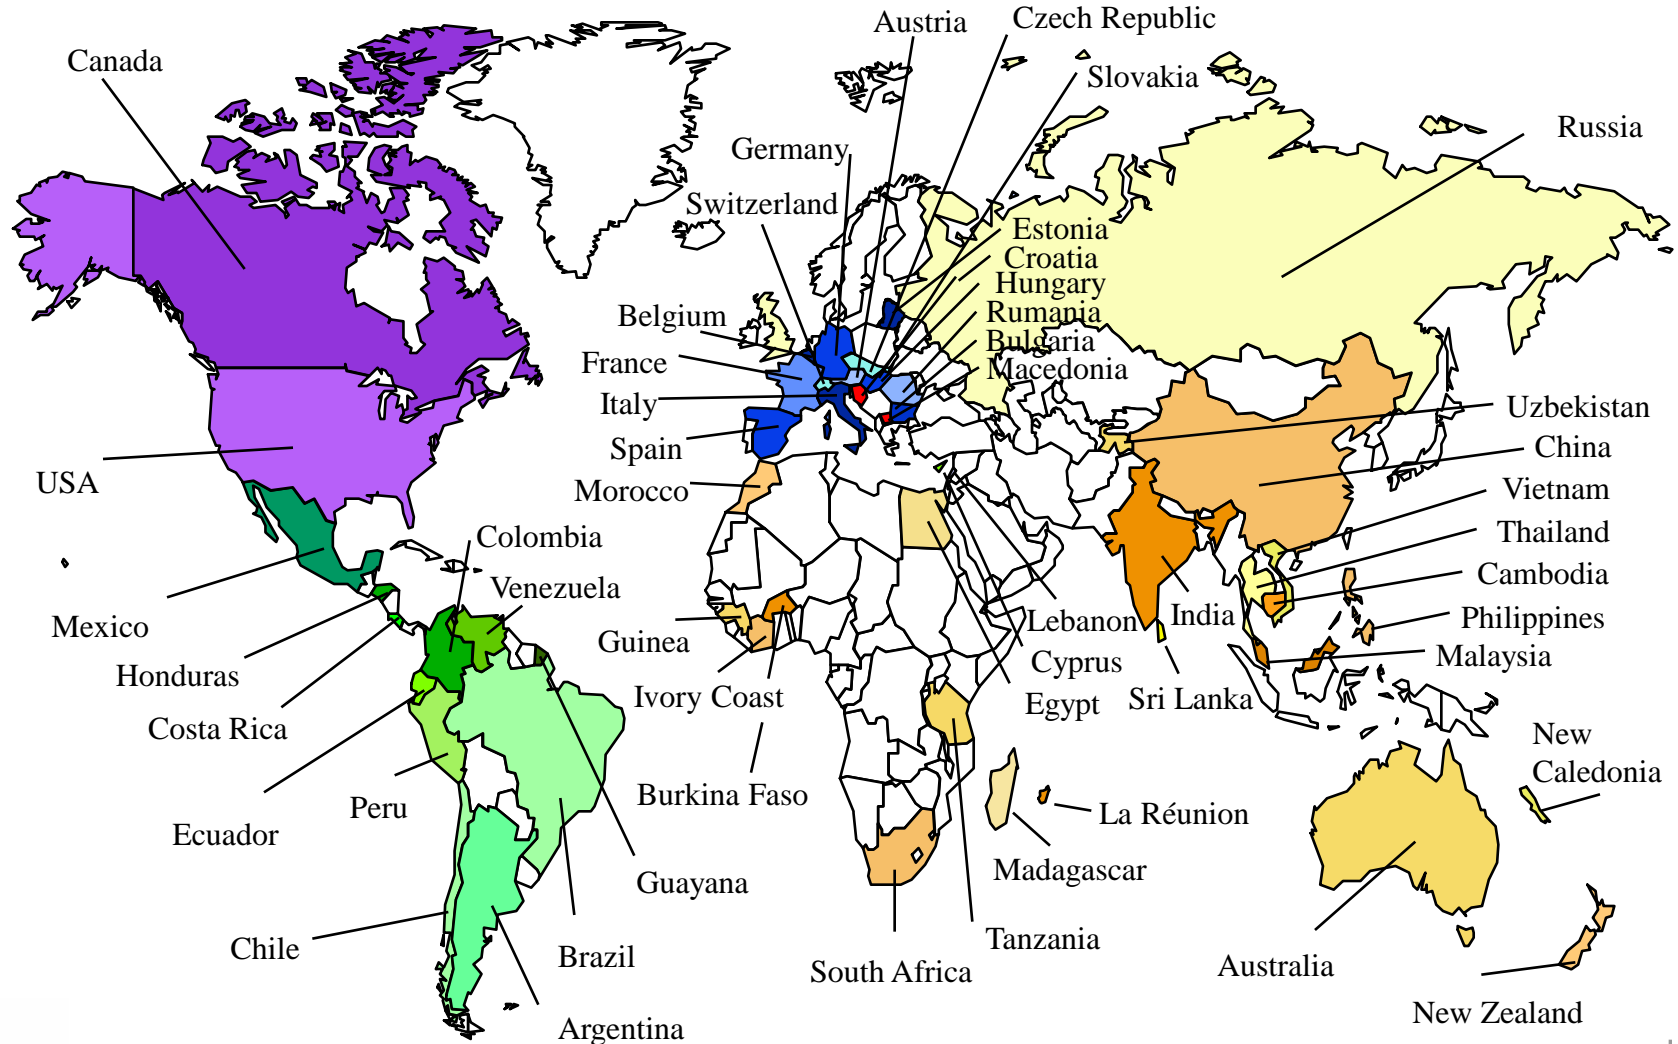 Austria
Czech Republic
Canada
Slovakia
Russia
Germany
Switzerland
Estonia
Croatia
Hungary
Rumania
Belgium
Bulgaria
France
Macedonia
Italy
Uzbekistan
Spain
China
USA
Morocco
Vietnam
Colombia
Thailand
Venezuela
Cambodia
Mexico
Guinea
Lebanon
India
Philippines
Honduras
Cyprus
Malaysia
Ivory Coast
Egypt
Sri Lanka
Costa Rica
New
Caledonia
Burkina Faso
Peru
La Réunion
Ecuador
Madagascar
Guayana
Tanzania
Chile
Brazil
South Africa
Australia
New Zealand
Argentina